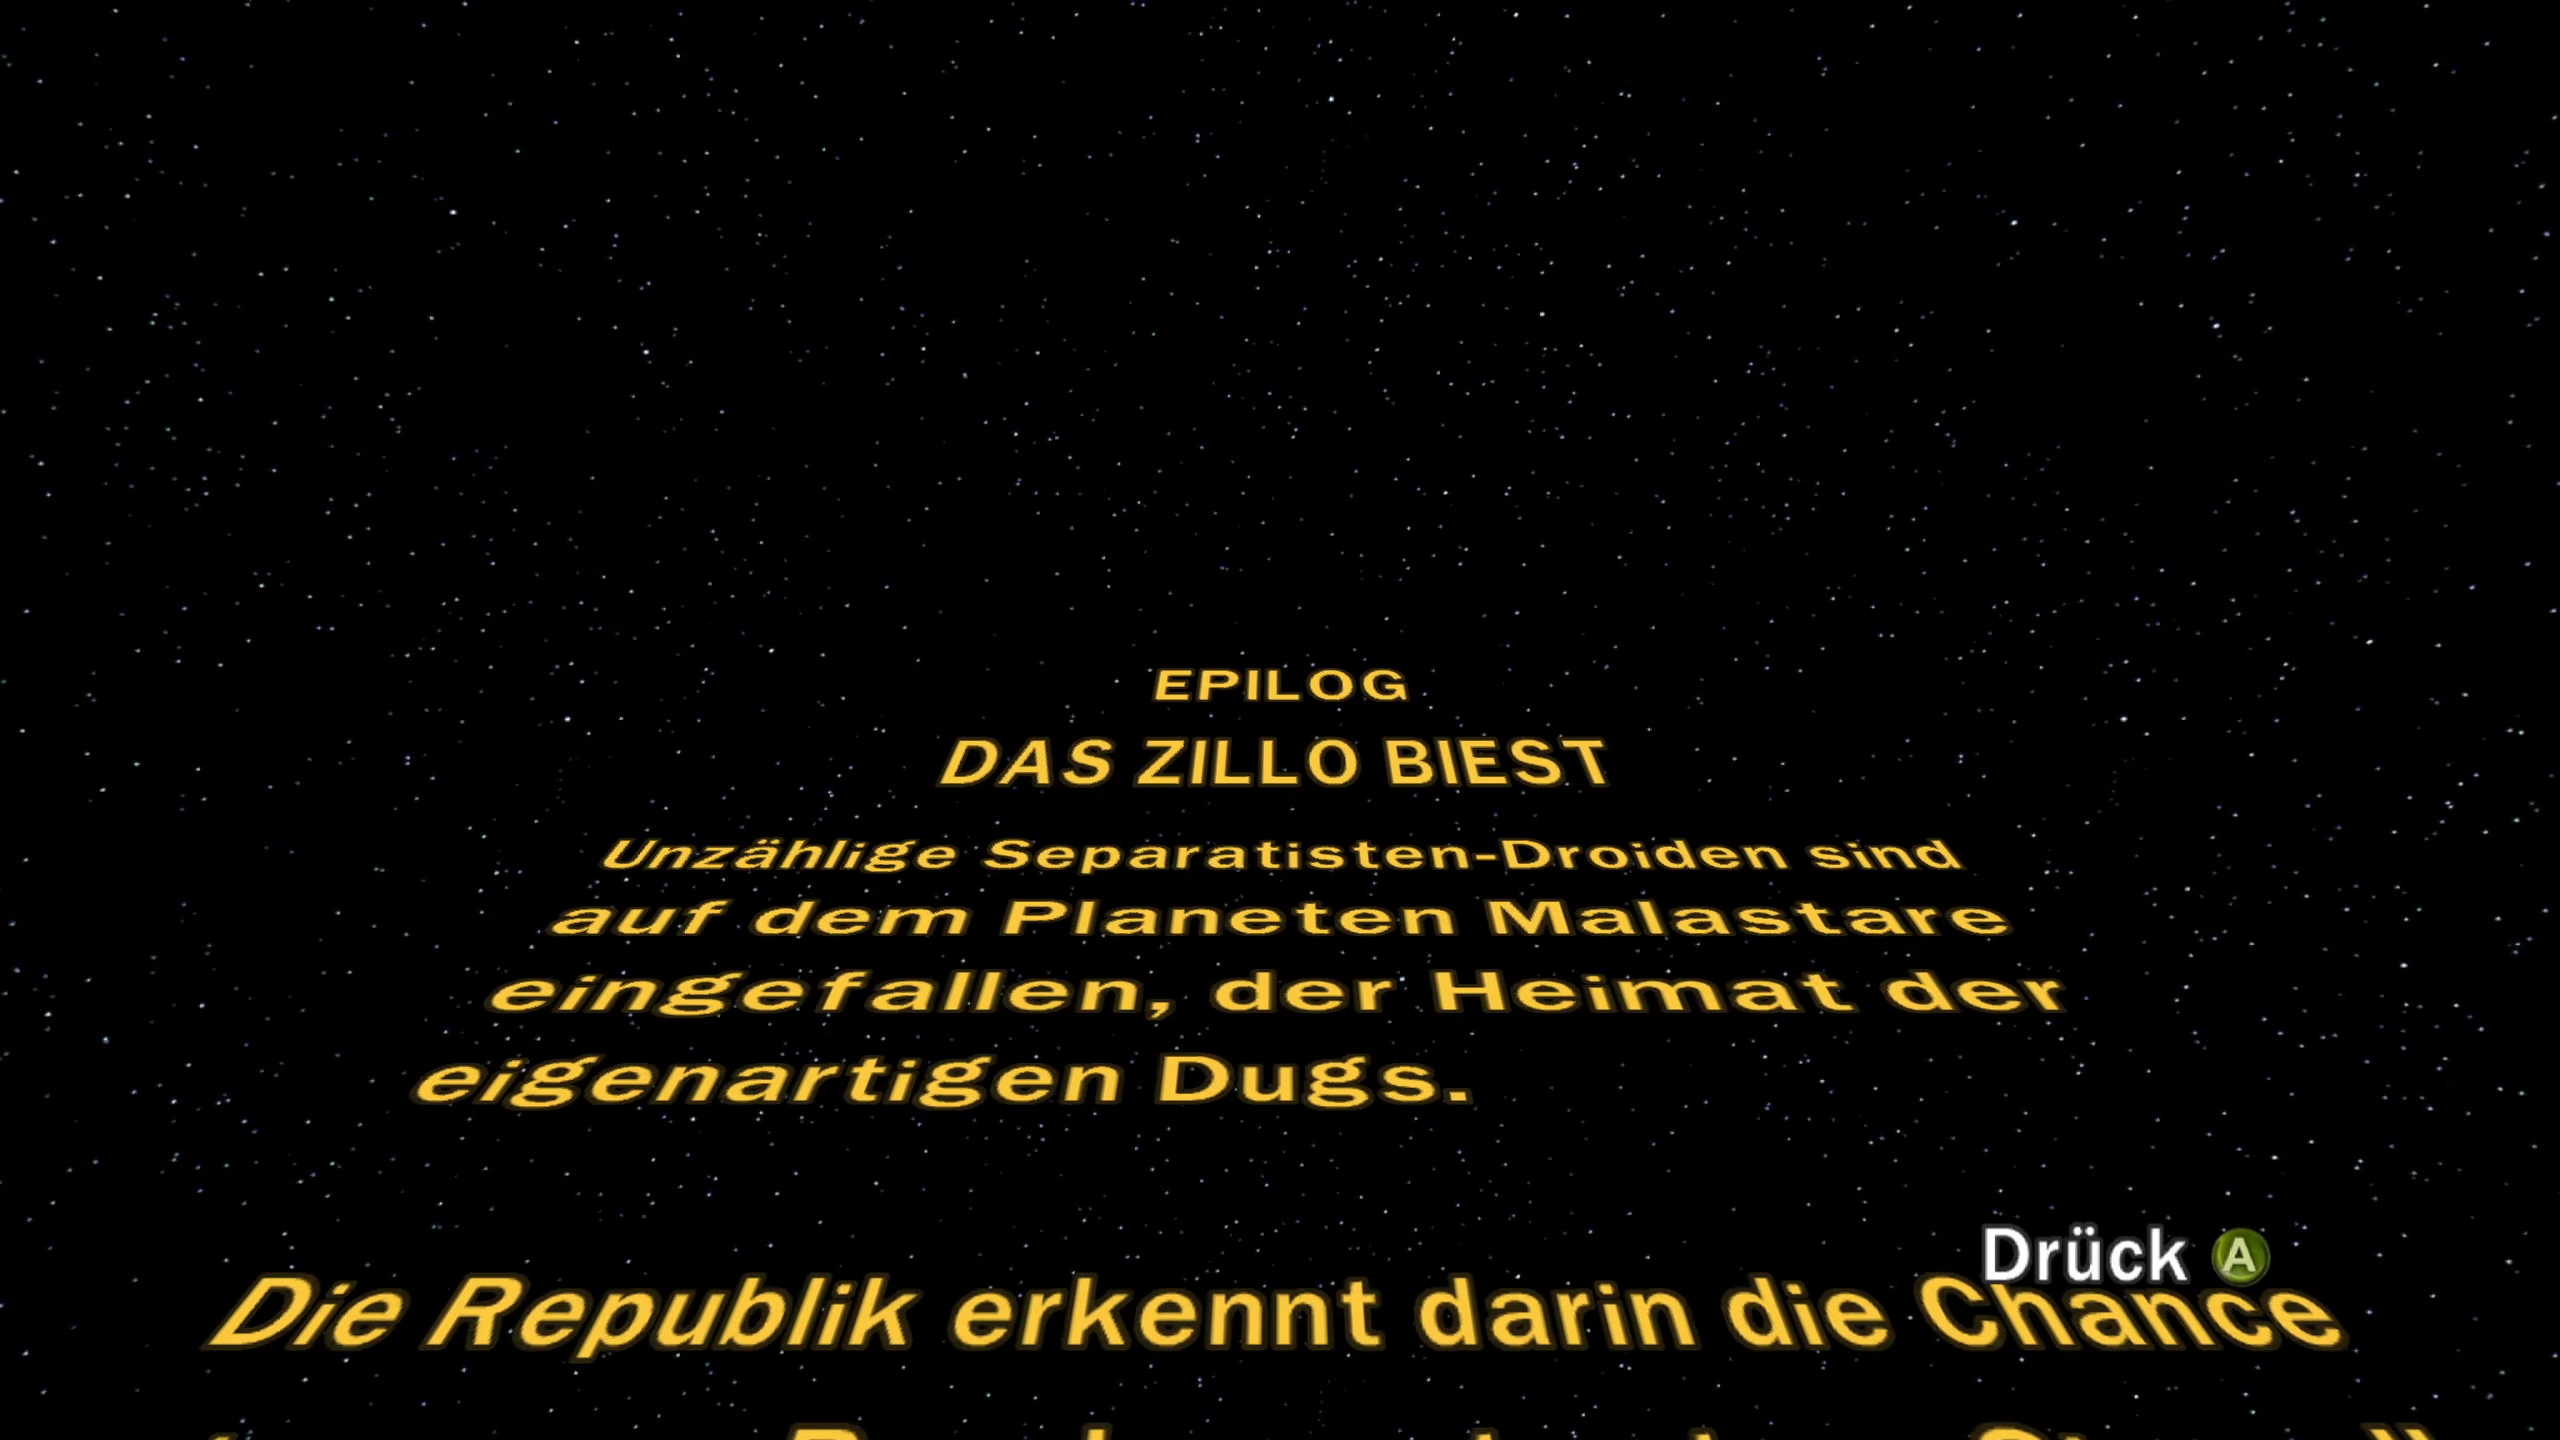 EPILOG
DAS ZILLO BIEST
Unzählige Separatisten-Droiden sind
auf dem Planeten Malastare
eingefallen, der Heimat der
eigenartigen Dugs.
Drück A
Die Republik erkennt darin die Chance